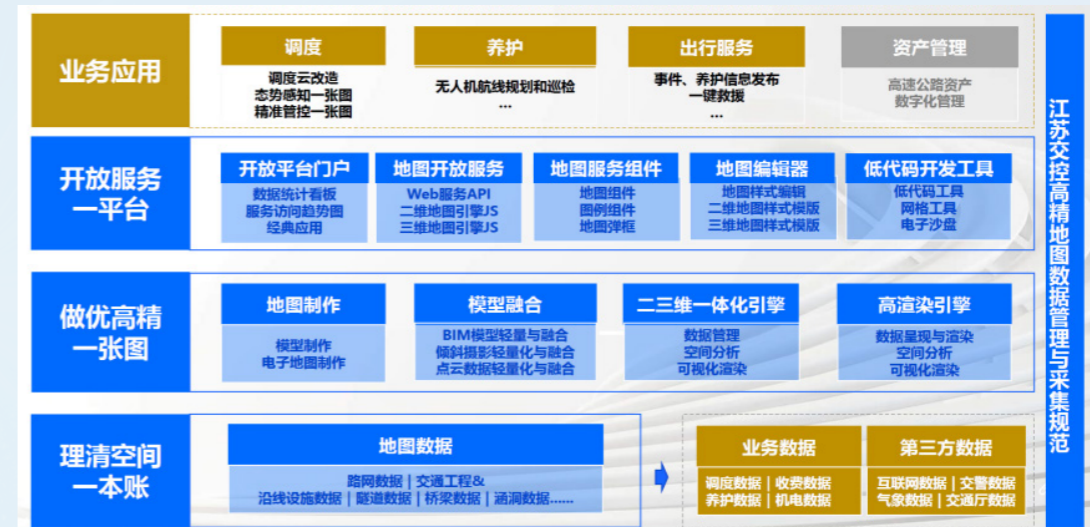 业务应用
调度
调度云改造
态势感知一张图
精准管控一张图
养护
无人机航线规划和巡检
...
出行服务
事件、养护信息发布
一键救援
...
资产管理
高速公路资产
数字化管理
开放服务
一平台
开放平台门户
数据统计看板
服务访问趋势图
经典应用
地图开放服务
Web服务API
二维地图引擎JS
三维地图引擎JS
地图服务组件
地图组件
图例组件
地图弹框
地图编辑器
地图样式编辑
二维地图样式模版
三维地图样式模版
低代码开发工具
低代码工具
网格工具
电子沙盘
做优高精
一张图
地图制作
模型制作
电子地图制作
模型融合
BIM模型轻量与融合
倾斜摄影轻量化与融合
点云数据轻量化与融合
二三维一体化引擎
数据管理
空间分析
可视化渲染
高渲染引擎
数据呈现与渲染
空间分析
可视化渲染
理清空间
一本账
地图数据
路网数据 | 交通工程&
沿线设施数据 | 隧道数据 | 桥梁数据 | 涵洞数据......
业务数据
调度数据 | 收费数据
养护数据 | 机电数据
第三方数据
互联网数据 | 交警数据
气象数据 | 交通厅数据
江苏交控高精地图数据管理与采集规范